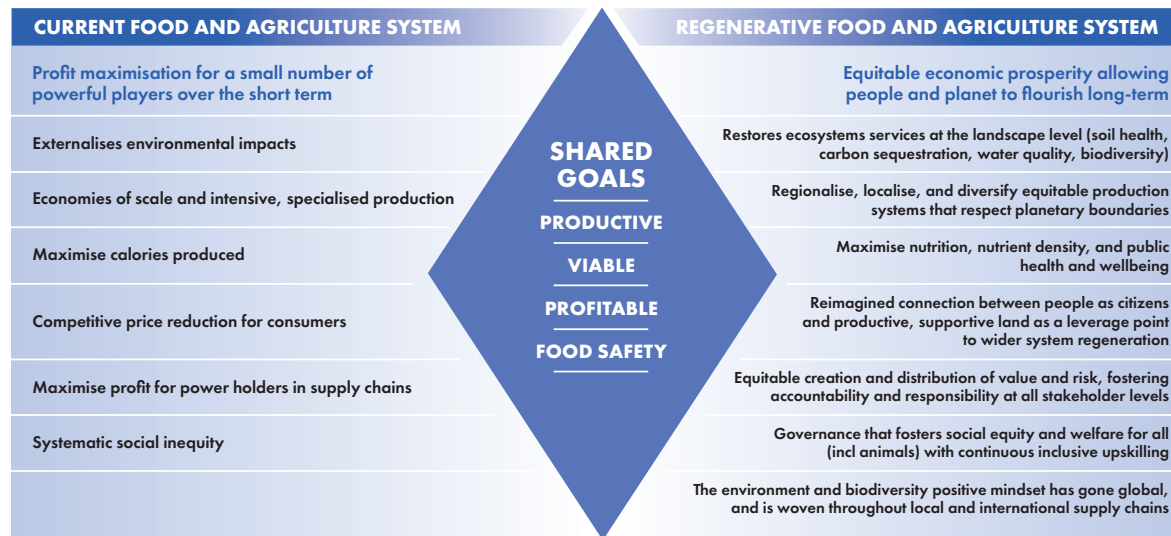 CURRENT FOOD AND AGRICULTURE SYSTEM
Profit maximisation for a small number of
powerful players over the short term
Externalises environmental impacts
Economies of scale and intensive, specialised production
Maximise calories produced
Competitive price reduction for consumers
Maximise profit for power holders in supply chains
Systematic social inequity
SHARED
GOALS
PRODUCTIVE
VIABLE
PROFITABLE
FOOD SAFETY
REGENERATIVE FOOD AND AGRICULTURE SYSTEM
Equitable economic prosperity allowing
people and planet to flourish long-term
Restores ecosystems services at the landscape level (soil health,
carbon sequestration, water quality, biodiversity)
Regionalise, localise, and diversify equitable production
systems that respect planetary boundaries
Maximise nutrition, nutrient density, and public
health and wellbeing
Reimagined connection between people as citizens
and productive, supportive land as a leverage point
to wider system regeneration
Equitable creation and distribution of value and risk, fostering
accountability and responsibility at all stakeholder levels
Governance that fosters social equity and welfare for all
(incl animals) with continuous inclusive upskilling
The environment and biodiversity positive mindset has gone global,
and is woven throughout local and international supply chains